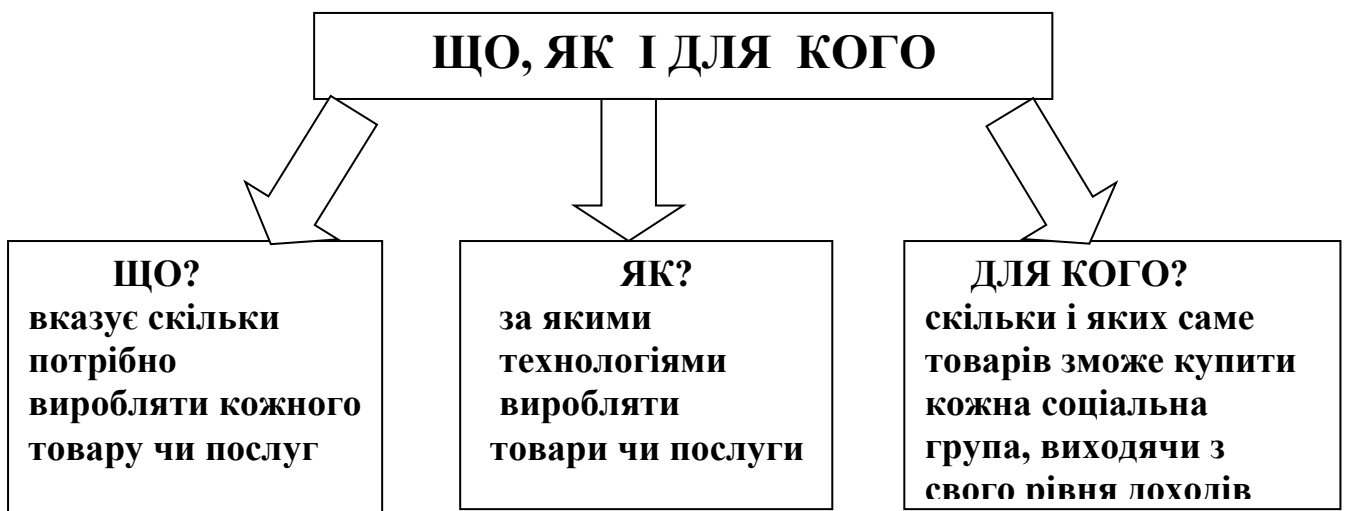 ЩО, ЯК І ДЛЯ КОГО
ЩО?
вказує скільки
потрібно
виробляти кожного
товару чи послуг
ЯК?
за якими
технологіями
виробляти
товари чи послуги
ДЛЯ КОГО?
скільки і яких саме
товарів зможе купити
кожна соціальна
група, виходячи з
свого рівня доходів